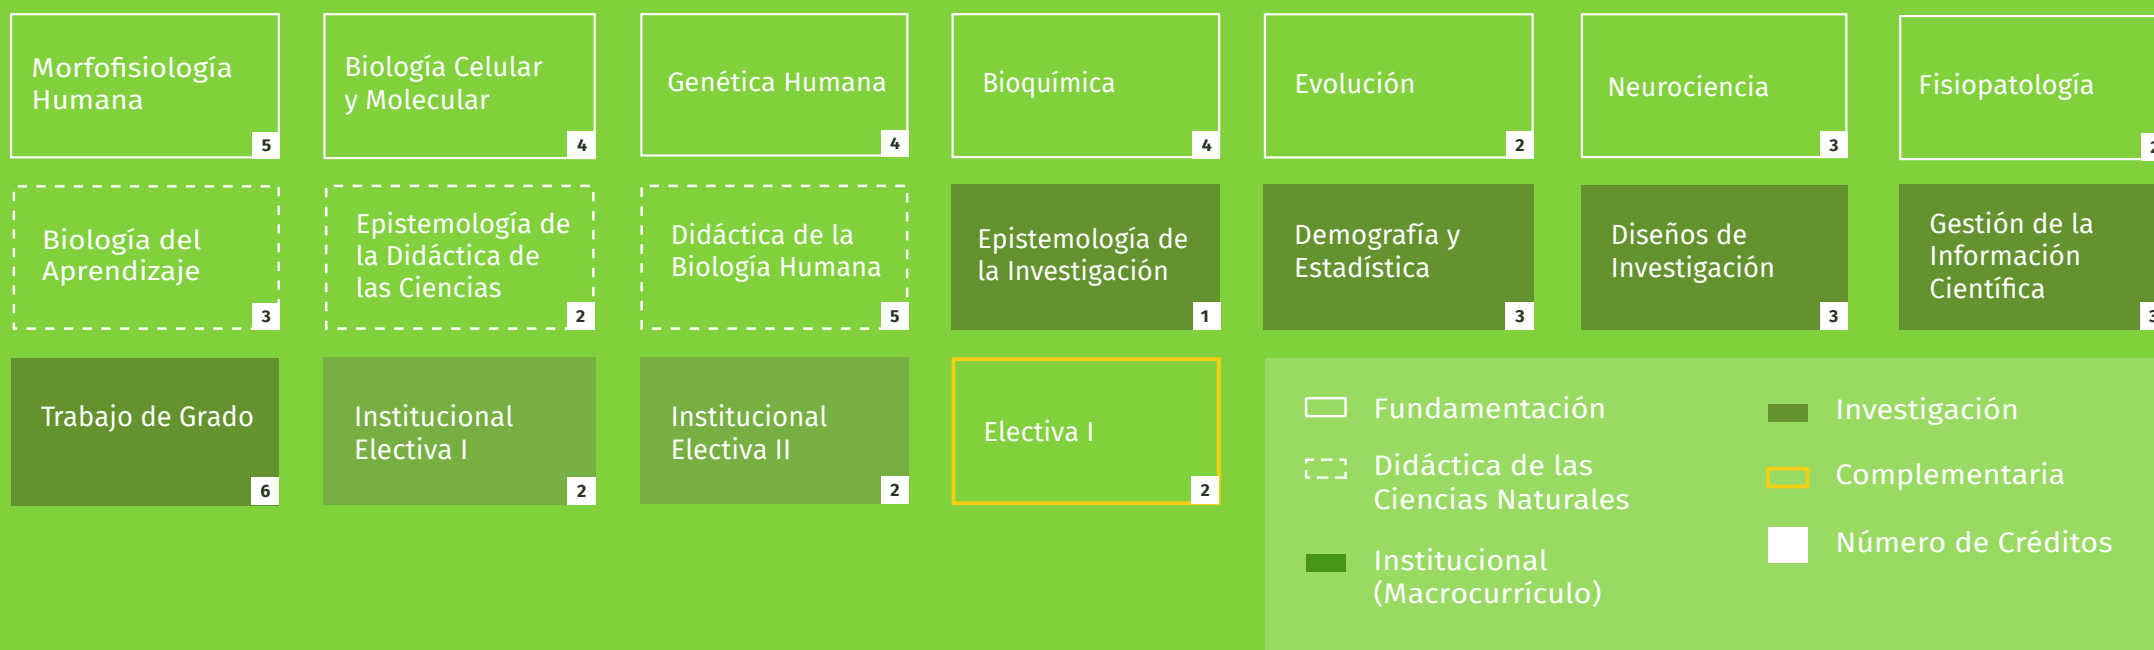 Morfofisiología
Humana
5
Biología Celular
y Molecular
4
Genética Humana
4
Bioquímica
4
Evolución
2
Neurociencia
3
Fisiopatología
2
Biología del
Aprendizaje
3
Epistemología de
la Didáctica de
las Ciencias
2
Didáctica de la
Biología Humana
5
Epistemología de
la Investigación
1
Demografía y
Estadística
3
Diseños de
Investigación
3
Gestión de la
Información
Científica
3
Trabajo de Grado
6
Institucional
Electiva I
2
Institucional
Electiva II
2
Electiva I
2
Fundamentación
Didáctica de las
Ciencias Naturales
Institucional
(Macrocurrículo)
Investigación
Complementaria
Número de Créditos